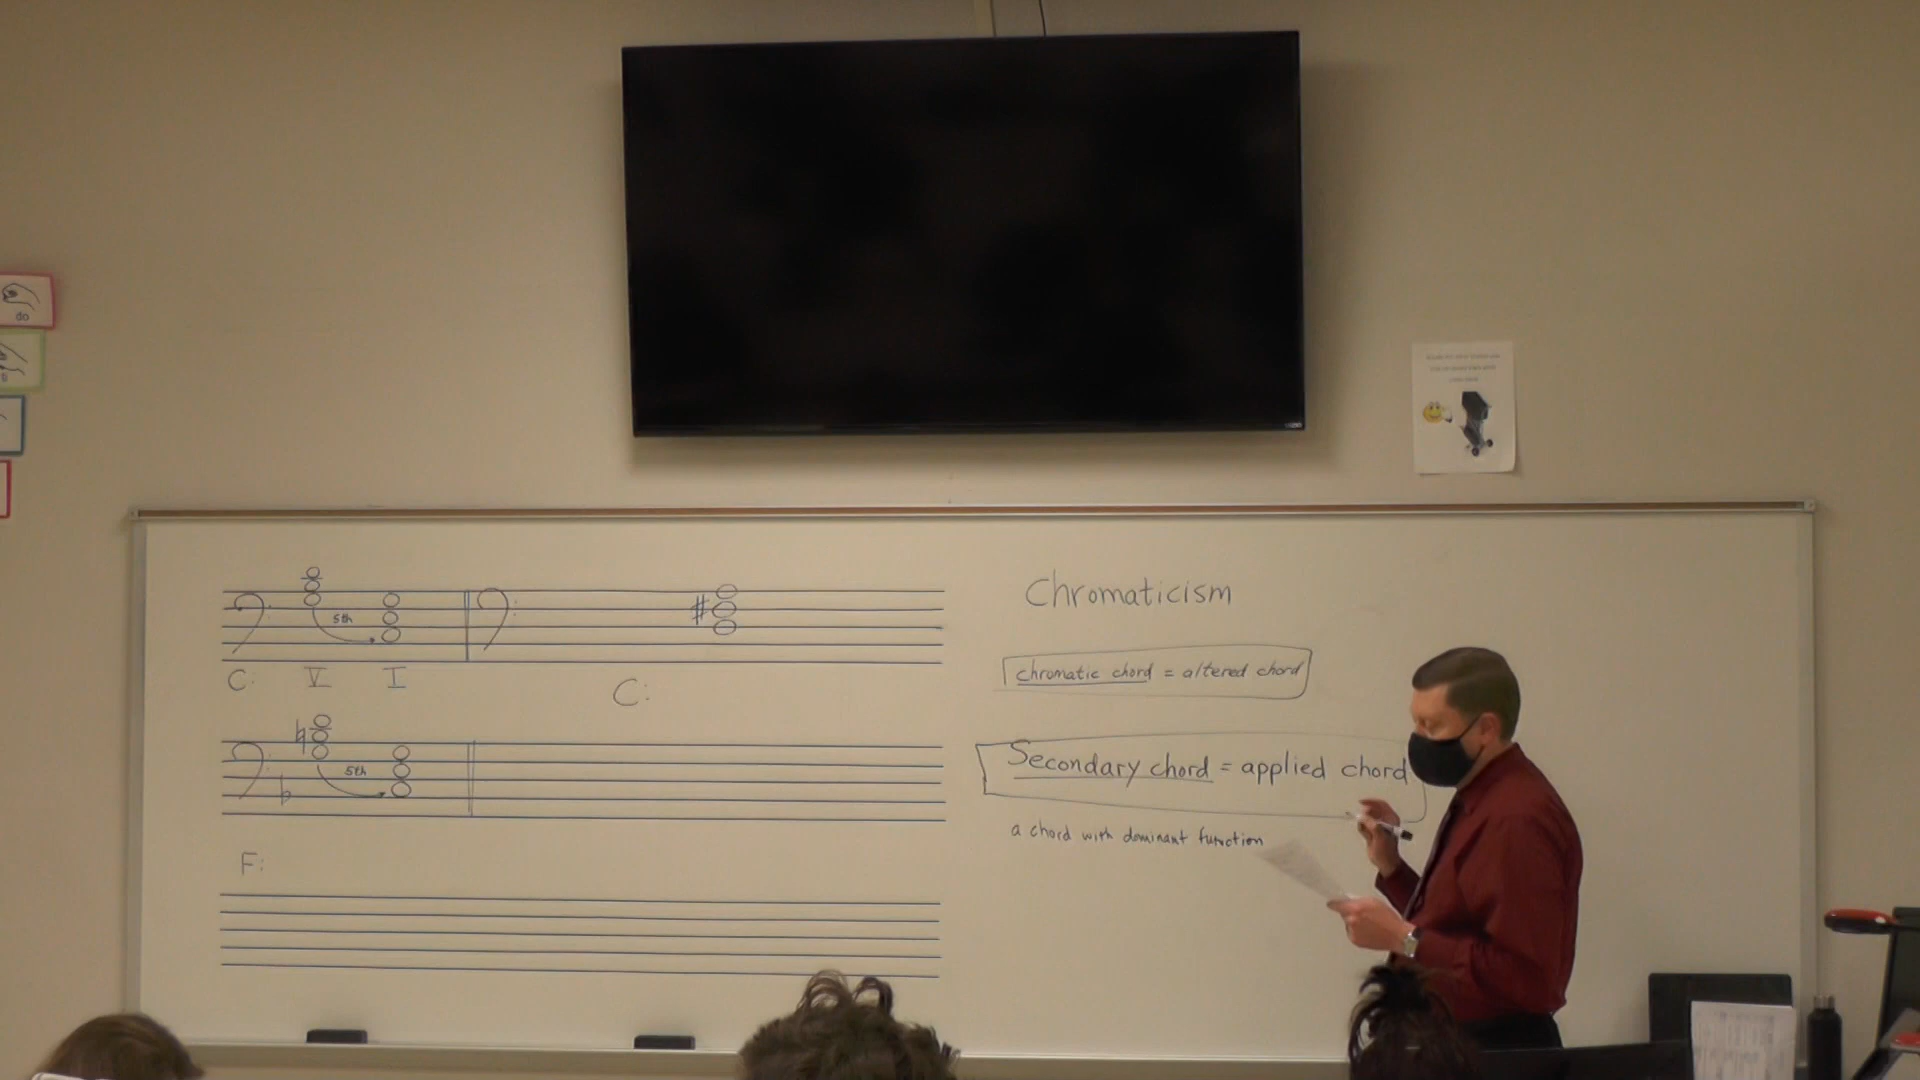 do
5th
C: V I
C:
5th
F:
Chromaticism
chromatic chord = altered chord
Secondary chord = applied chord
a chord with dominant function